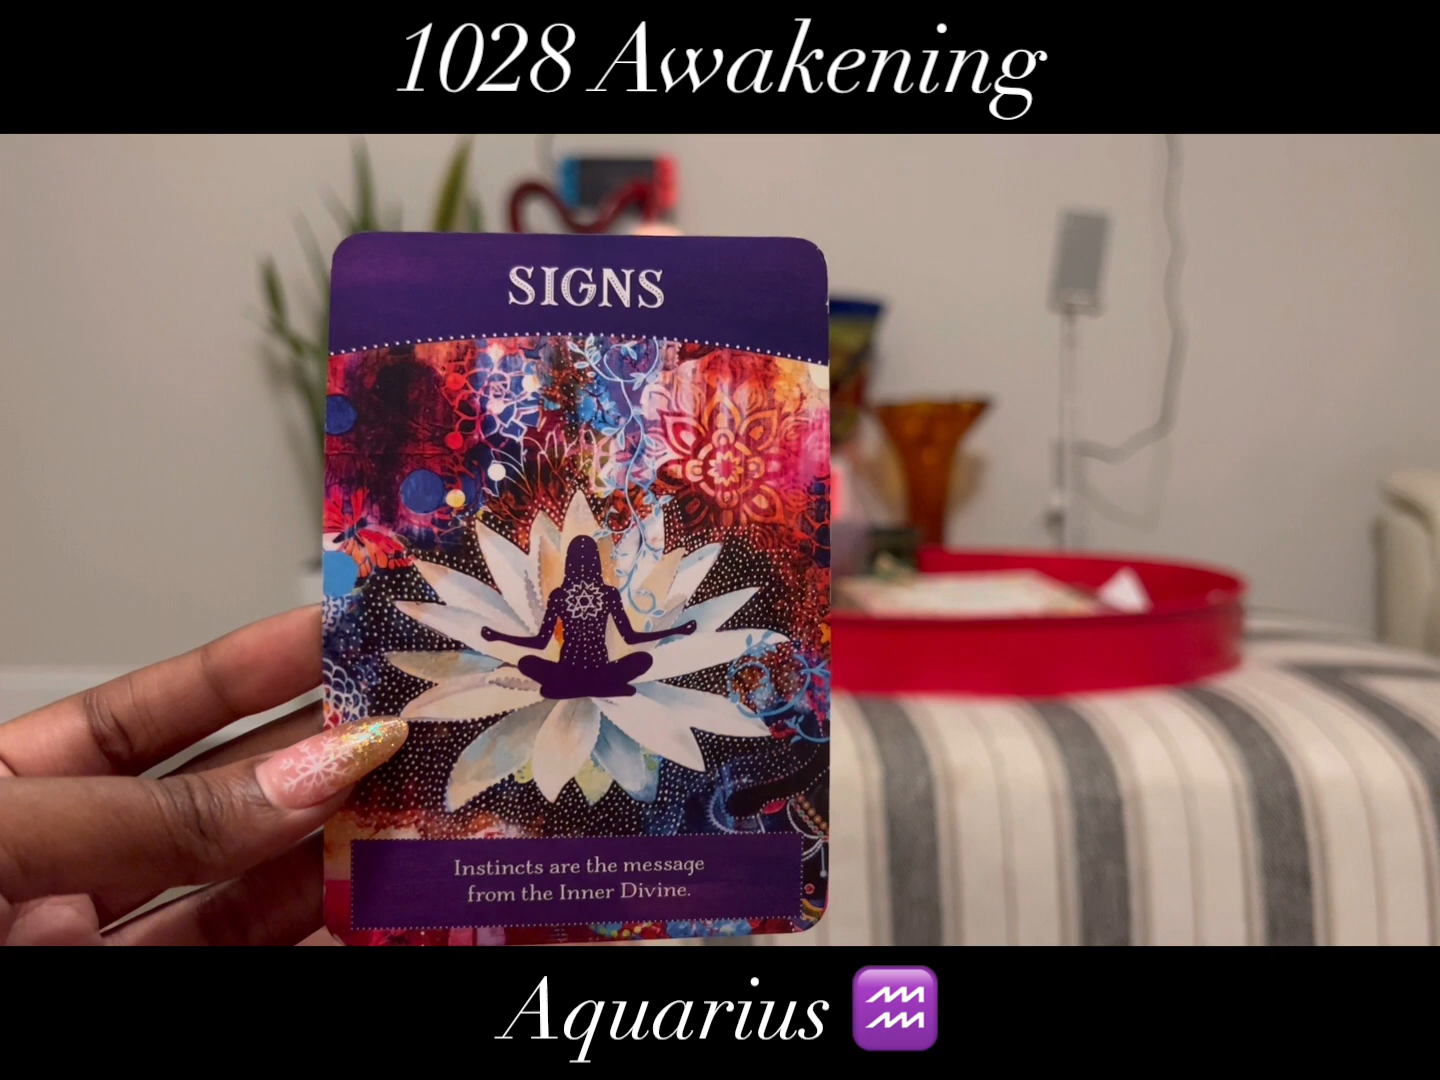 1028 Awakening
SIGNS
Instincts are the message
from the Inner Divine.
Aquarius ♒